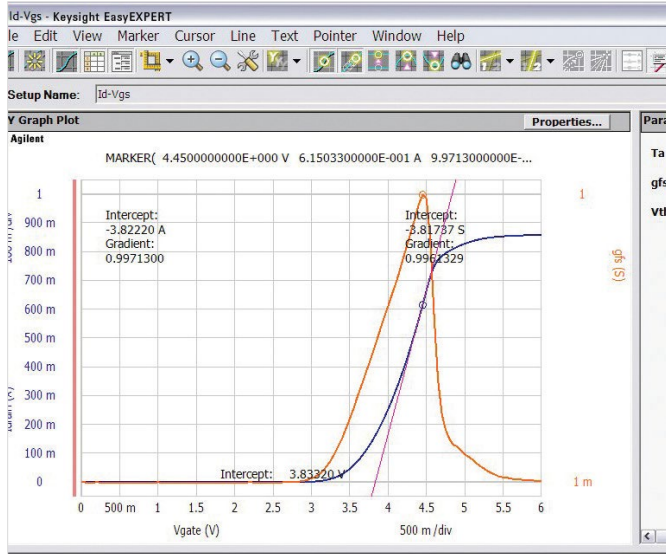 Id-Vgs - Keysight EasyEXPERT
le Edit View Marker Cursor Line Text Pointer Window Help
Setup Name: Id-Vgs
Y Graph Plot Properties... Para
Agilent
MARKER( 4.4500000000E+000 V 6.1503300000E-001 A 9.9713000000E-...
Ta
gfs
Vtl
1
900 m
800 m
700 m
600 m
500 m
400 m
300 m
200 m
100 m
0
Intercept:
-3.82220 A
Gradient:
0.9971300
Intercept:
-3.81737 S
Gradient:
0.9961329
Intercept: 3.83320 V
1
gfs (S)
1 m
0 500 m 1 1.5 2 2.5 3 3.5 4 4.5 5 5.5 6
Vgate (V) 500 m/div